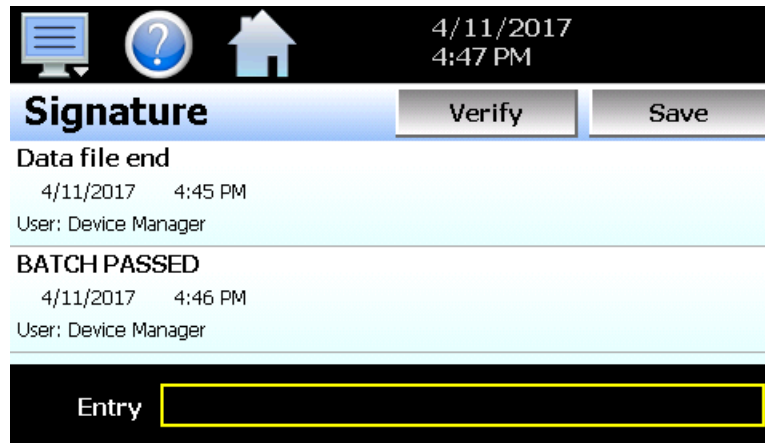 ?
4/11/2017
4:47 PM
Signature Verify Save
Data file end
4/11/2017 4:45 PM
User: Device Manager
BATCH PASSED
4/11/2017 4:46 PM
User: Device Manager
Entry